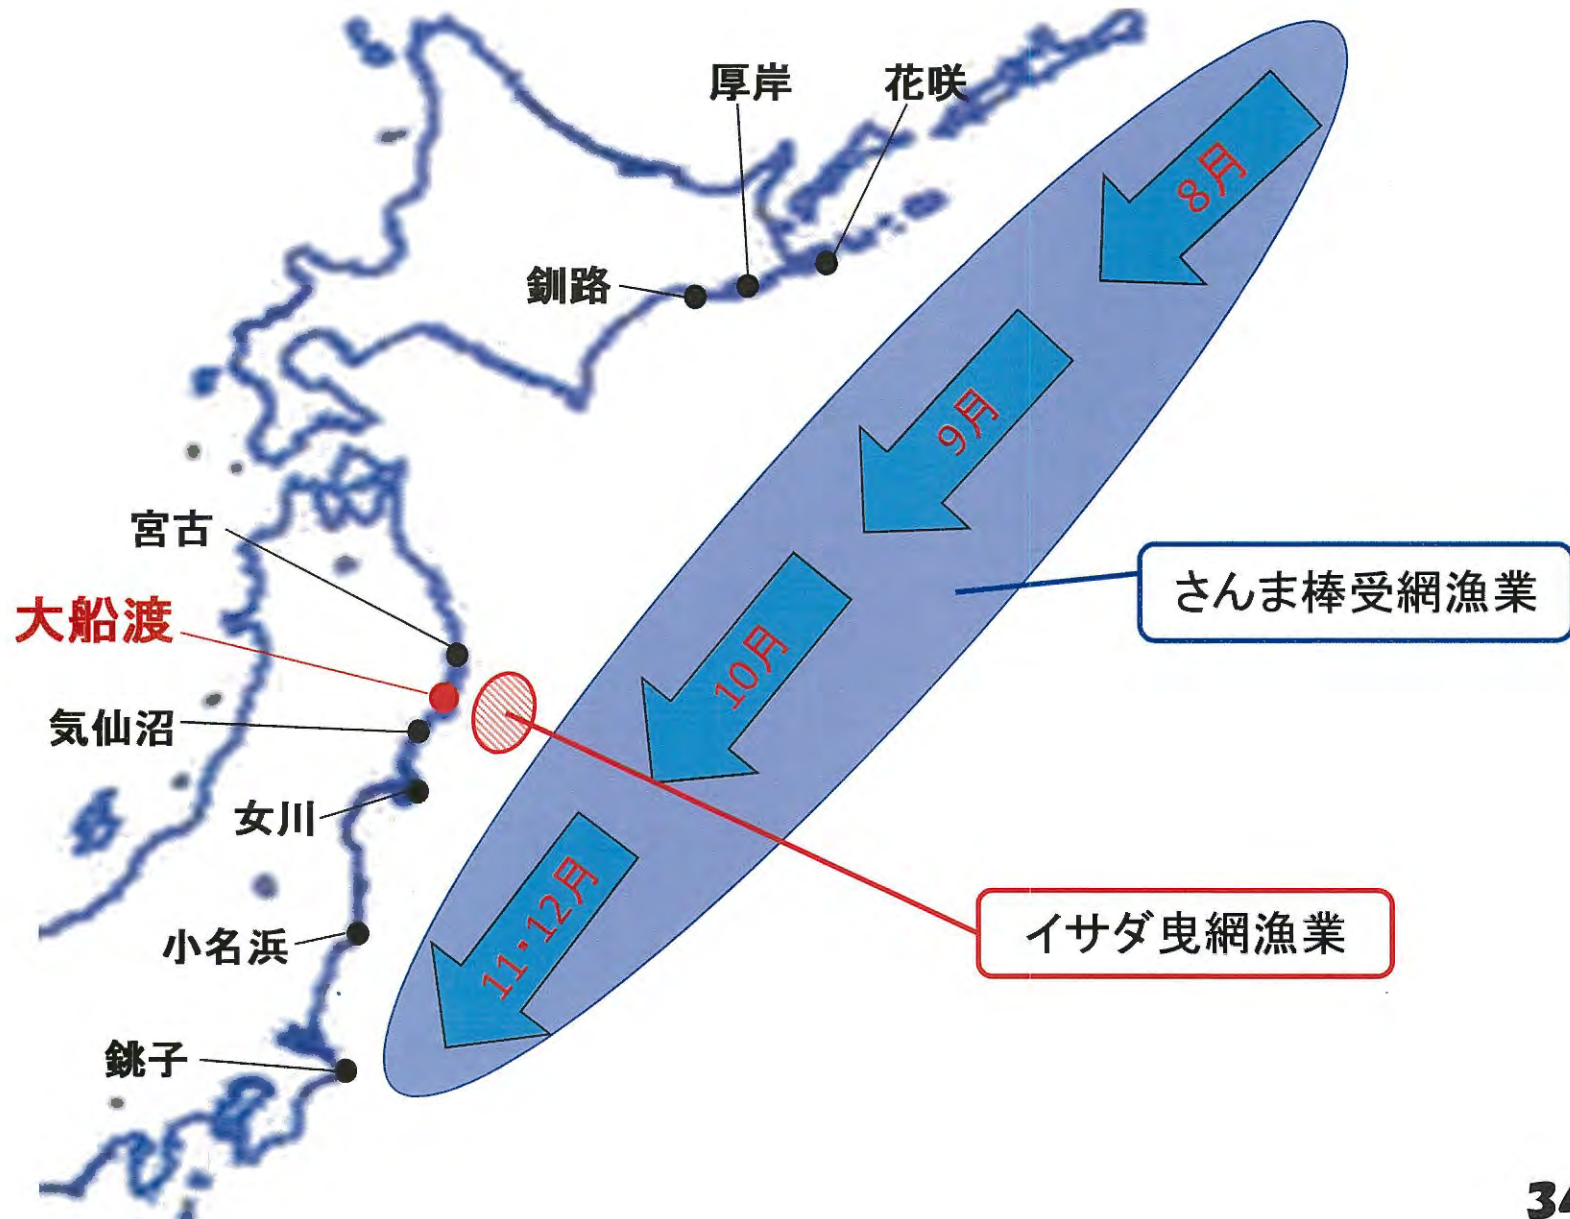 厚岸
花咲
8月
釧路
9月
宮古
さんま棒受網漁業
大船渡
10月
気仙沼
女川
11・12月
イサダ曳網漁業
小名浜
銚子
34